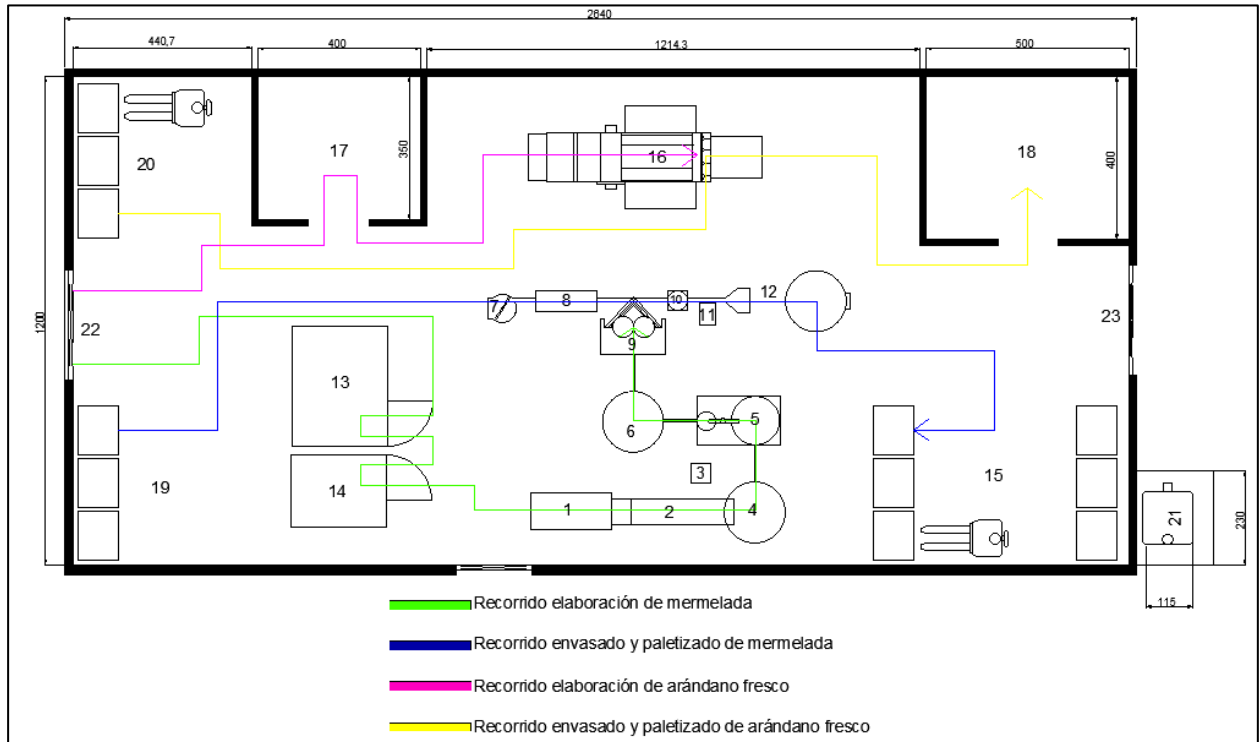 2640
440,7 400 1214,3 500
20 17 350 16 18 400
1200
22 7 8 10 11 12 23
9
13
6 5
3
19 14 1 2 4 15 21 230
115
Recorrido elaboración de mermelada
Recorrido envasado y paletizado de mermelada
Recorrido elaboración de arándano fresco
Recorrido envasado y paletizado de arándano fresco